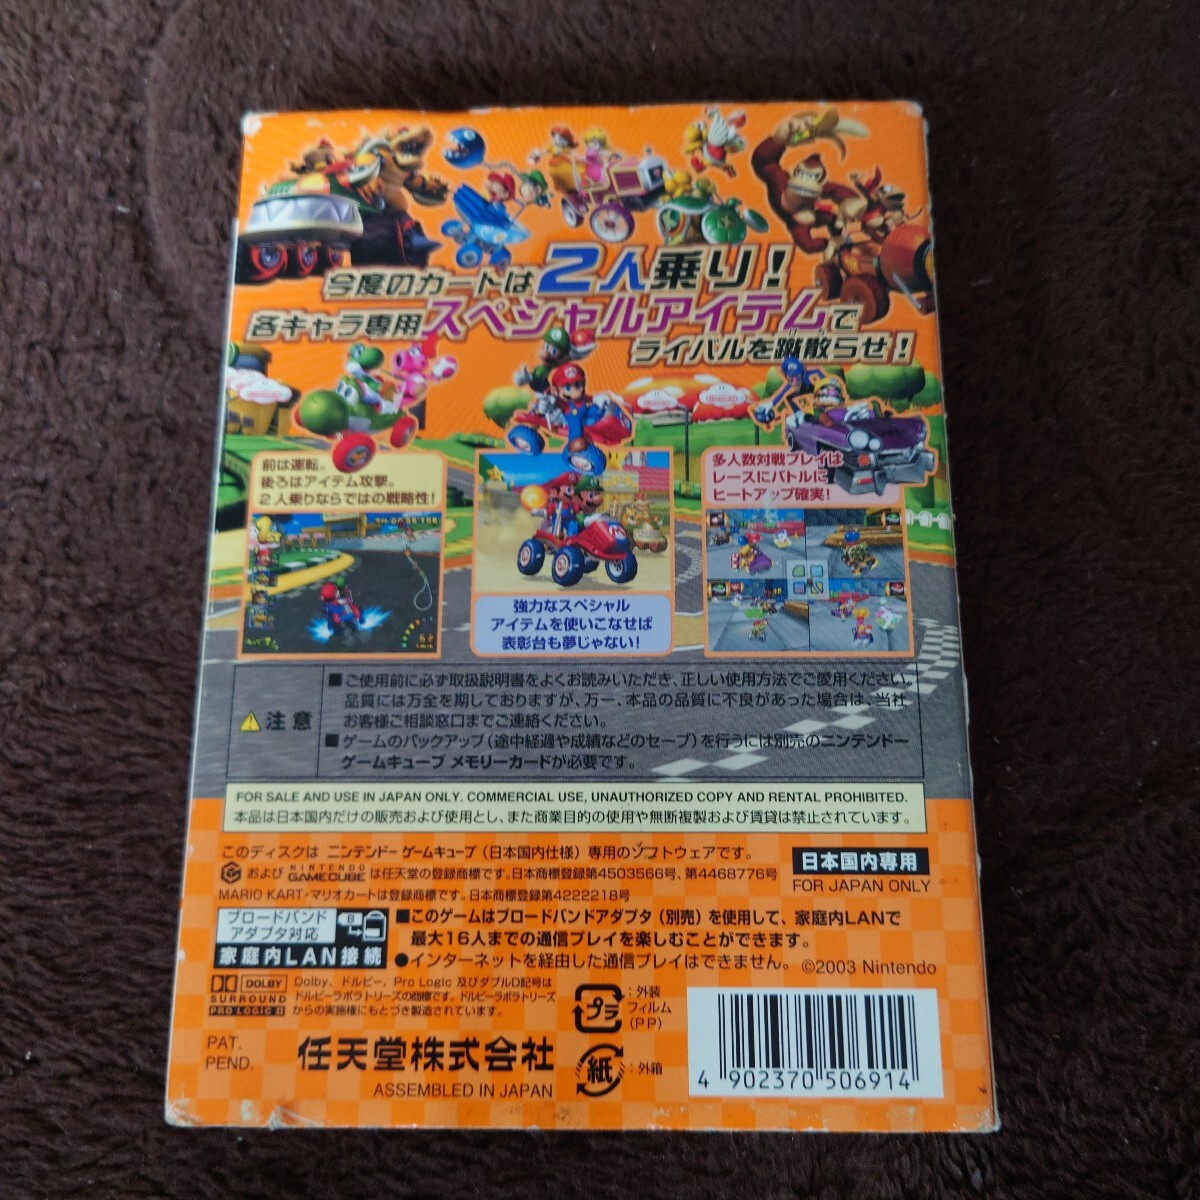 今度のカートは2人乗り!
各キャラ専用スペシャルアイテムで
ライバルを蹴散らせ!
けち
前は運転。
後ろはアイテム攻撃。
2人乗りならではの戦略性!
強力なスペシャル
アイテムを使いこなせば
表彰台も夢じゃない!
多人数対戦プレイは
レースにバトルに
ヒートアップ確実!
注意
■ご使用前に必ず取扱説明書をよくお読みいただき、正しい使用方法でご愛用ください。
品質には万全を期しておりますが、万一、本品の品質に不良があった場合は、当社
お客様ご相談窓口までご連絡ください。
■ゲームのバックアップ(途中経過や成績などのセーブ)を行うには別売のニンテンドー
ゲームキューブ メモリーカードが必要です。
FOR SALE AND USE IN JAPAN ONLY. COMMERCIAL USE, UNAUTHORIZED COPY AND RENTAL PROHIBITED.
本品は日本国内だけの販売および使用とし、また商業目的の使用や無断複製および賃貸は禁止されています。
このディスクは ニンテンドー ゲームキューブ(日本国内仕様)専用のソフトウェアです。
および NINTENDO GAMECUBE は任天堂の登録商標です。日本商標登録第4503566号、第4468776号
MARIO KART・マリオカートは登録商標です。日本商標登録第4222218号
日本国内専用
FOR JAPAN ONLY
ブロードバンド
アダプタ対応
家庭内LAN接続
■このゲームはブロードバンドアダプタ(別売)を使用して、家庭内LANで
最大16人までの通信プレイを楽しむことができます。
●インターネットを経由した通信プレイはできません。 ©2003 Nintendo
DOLBY
SURROUND
PRO LOGIC II
Dolby、ドルビー、Pro Logic 及びダブルD記号は
ドルビーラボラトリーズの商標です。ドルビーラボラトリーズ
からの実施権にもとづき製造されています。
PAT.
PEND.
任天堂株式会社
ASSEMBLED IN JAPAN
プラ
:外装
フィルム
(PP)
紙
:外箱
4 902370 506914